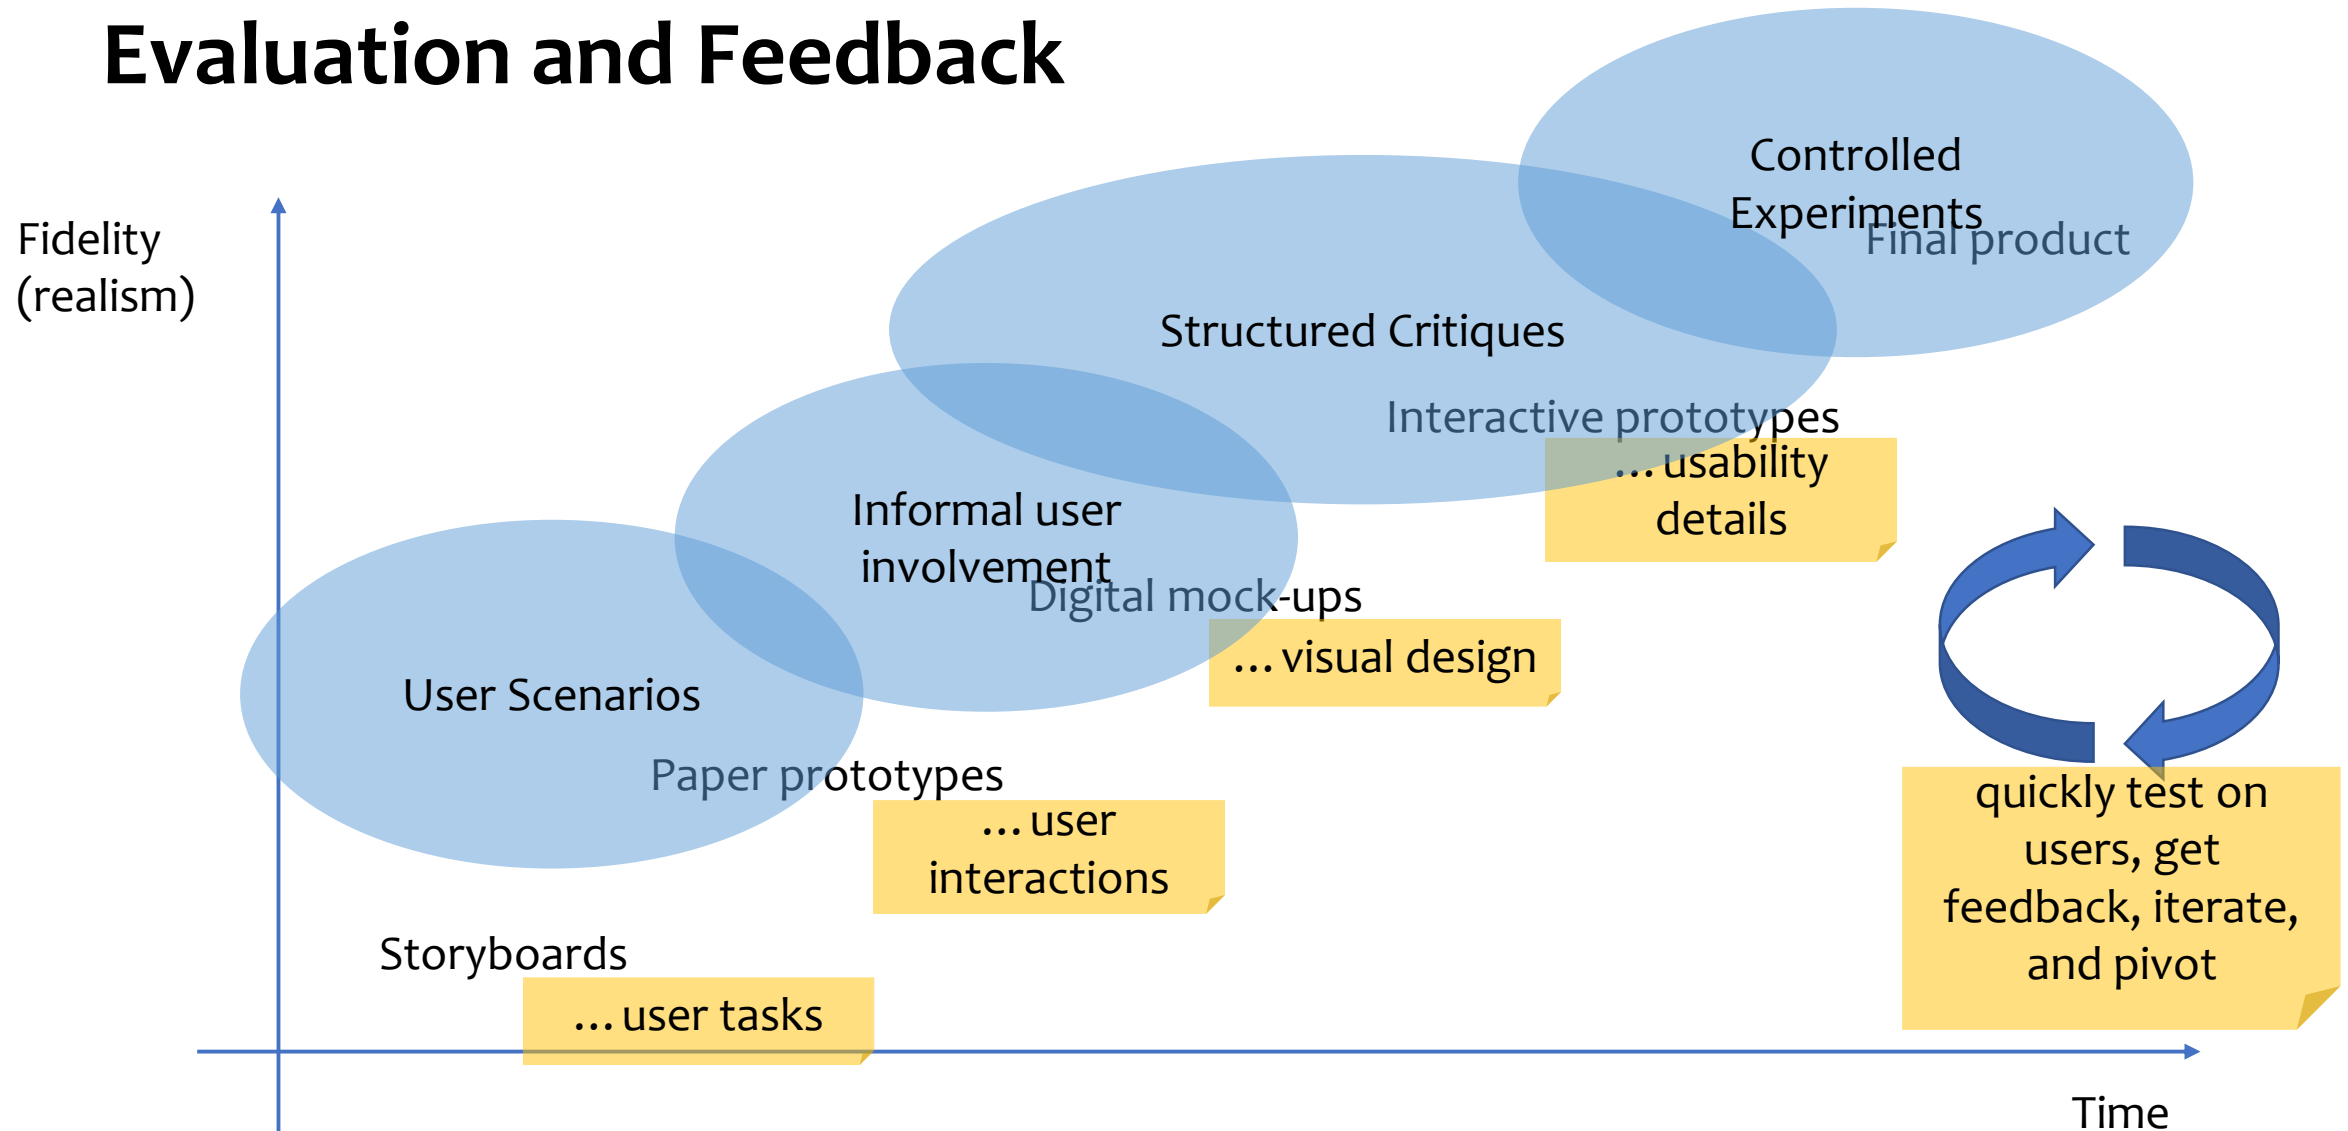 Evaluation and Feedback
Fidelity
(realism)
Controlled
Experiments
Final product
Structured Critiques
Interactive prototypes
...usability
details
Informal user
involvement
Digital mock-ups
...visual design
User Scenarios
Paper prototypes
...user
interactions
Storyboards
...user tasks
quickly test on
users, get
feedback, iterate,
and pivot
Time